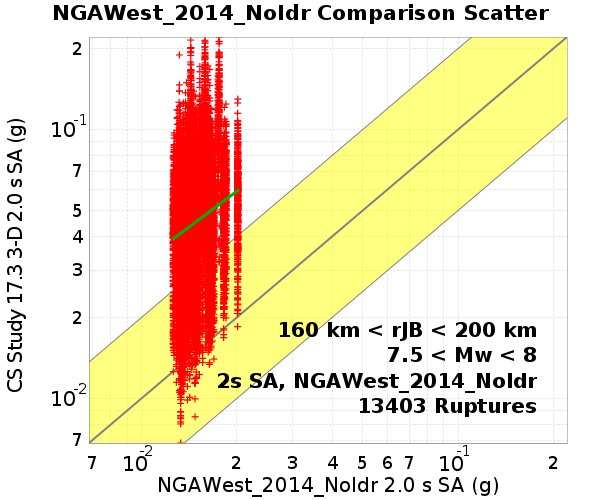 NGAWest_2014_NoIdr Comparison Scatter
CS Study 17.3 3-D 2.0 s SA (g)
2
10-1
7
5
4
3
2
10-2
7
160 km < rJB < 200 km
7.5 < Mw < 8
2s SA, NGAWest_2014_NoIdr
13403 Ruptures
7 10-2 2 3 4 5 6 7 10-1 2
NGAWest_2014_NoIdr 2.0 s SA (g)